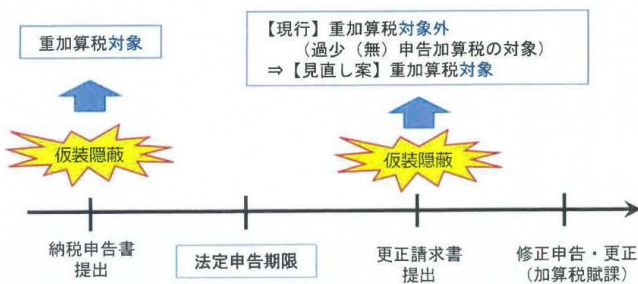 重加算税対象
【現行】重加算税対象外
（過少（無）申告加算税の対象）
⇒【見直し案】重加算税対象
仮装隠蔽
仮装隠蔽
納税申告書
提出
法定申告期限
更正請求書
提出
修正申告・更正
（加算税賦課）